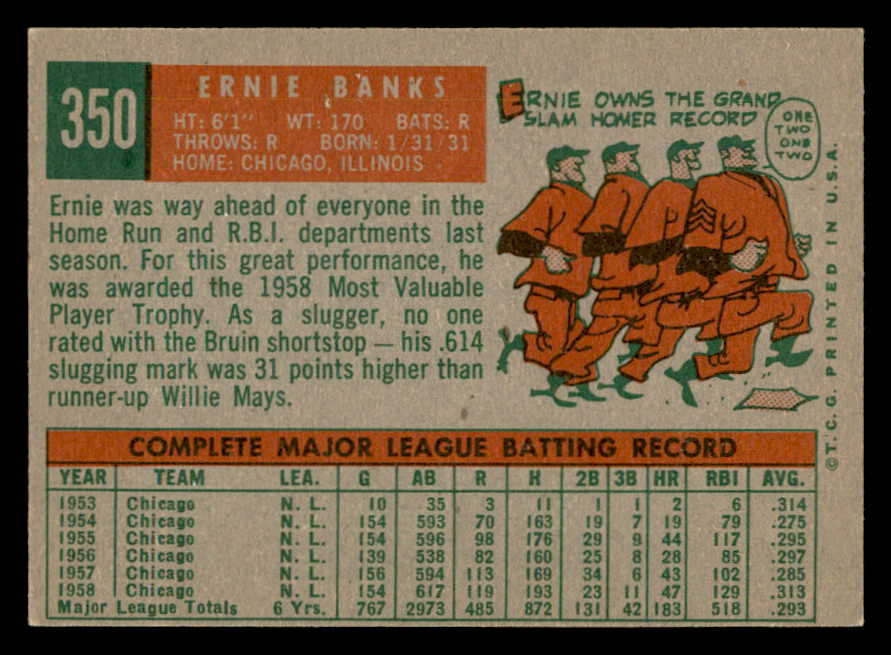 350
ERNIE BANKS
HT: 6'1" WT: 170 BATS: R
THROWS: R BORN: 1/31/31
HOME: CHICAGO, ILLINOIS
Ernie was way ahead of everyone in the
Home Run and R.B.I. departments last
season. For this great performance, he
was awarded the 1958 Most Valuable
Player Trophy. As a slugger, no one
rated with the Bruin shortstop — his .614
slugging mark was 31 points higher than
runner-up Willie Mays.
ERNIE OWNS THE GRAND
SLAM HOMER RECORD
ONE
TWO
ONE
TWO
©T.C.G. PRINTED IN U.S.A.
COMPLETE MAJOR LEAGUE BATTING RECORD
YEAR TEAM LEA. G AB R H 2B 3B HR RBI AVG.
1953 Chicago N. L. 10 35 3 11 1 1 2 6 .314
1954 Chicago N. L. 154 593 70 163 19 7 19 79 .275
1955 Chicago N. L. 154 596 98 176 29 9 44 117 .295
1956 Chicago N. L. 139 538 82 160 25 8 28 85 .297
1957 Chicago N. L. 156 594 113 169 34 6 43 102 .285
1958 Chicago N. L. 154 617 119 193 23 11 47 129 .313
Major League Totals 6 Yrs. 767 2973 485 872 131 42 183 518 .293